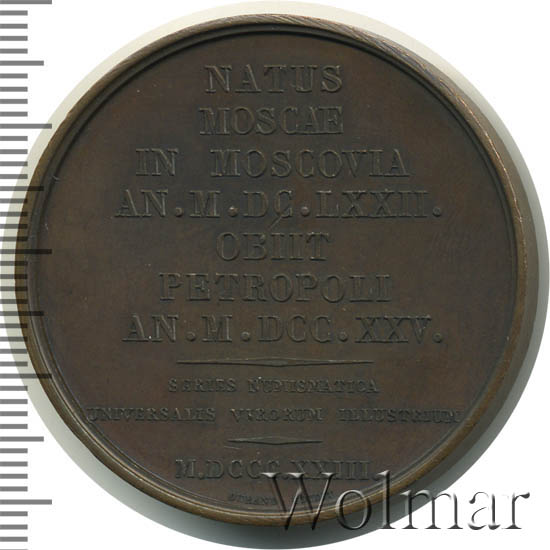 NATUS
MOSCAE
IN MOSCOVIA
AN.M.DC.LXXII.
OBIIT
PETROPOLI
AN.M.DCC.XXV.
SERIES NUMISMATICA
UNIVERSALIS VIRORUM ILLUSTRIUM
M.DCCC.XXIII.
DURAND
Wolmar